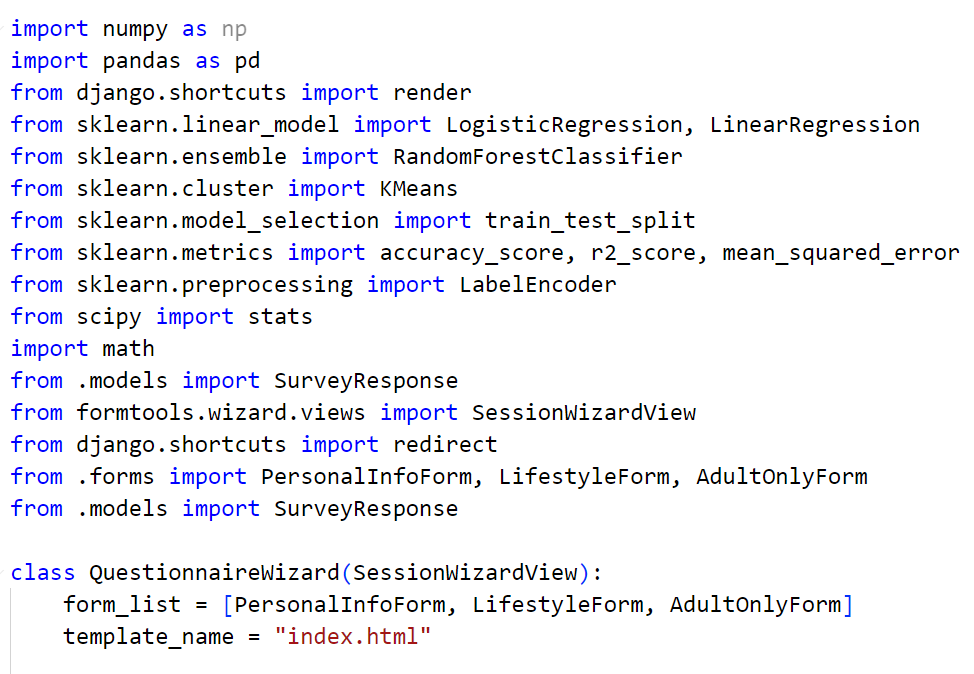 import numpy as np
import pandas as pd
from django.shortcuts import render
from sklearn.linear_model import LogisticRegression, LinearRegression
from sklearn.ensemble import RandomForestClassifier
from sklearn.cluster import KMeans
from sklearn.model_selection import train_test_split
from sklearn.metrics import accuracy_score, r2_score, mean_squared_error
from sklearn.preprocessing import LabelEncoder
from scipy import stats
import math
from .models import SurveyResponse
from formtools.wizard.views import SessionWizardView
from django.shortcuts import redirect
from .forms import PersonalInfoForm, LifestyleForm, AdultOnlyForm
from .models import SurveyResponse

class QuestionnaireWizard(SessionWizardView):
    form_list = [PersonalInfoForm, LifestyleForm, AdultOnlyForm]
    template_name = "index.html"